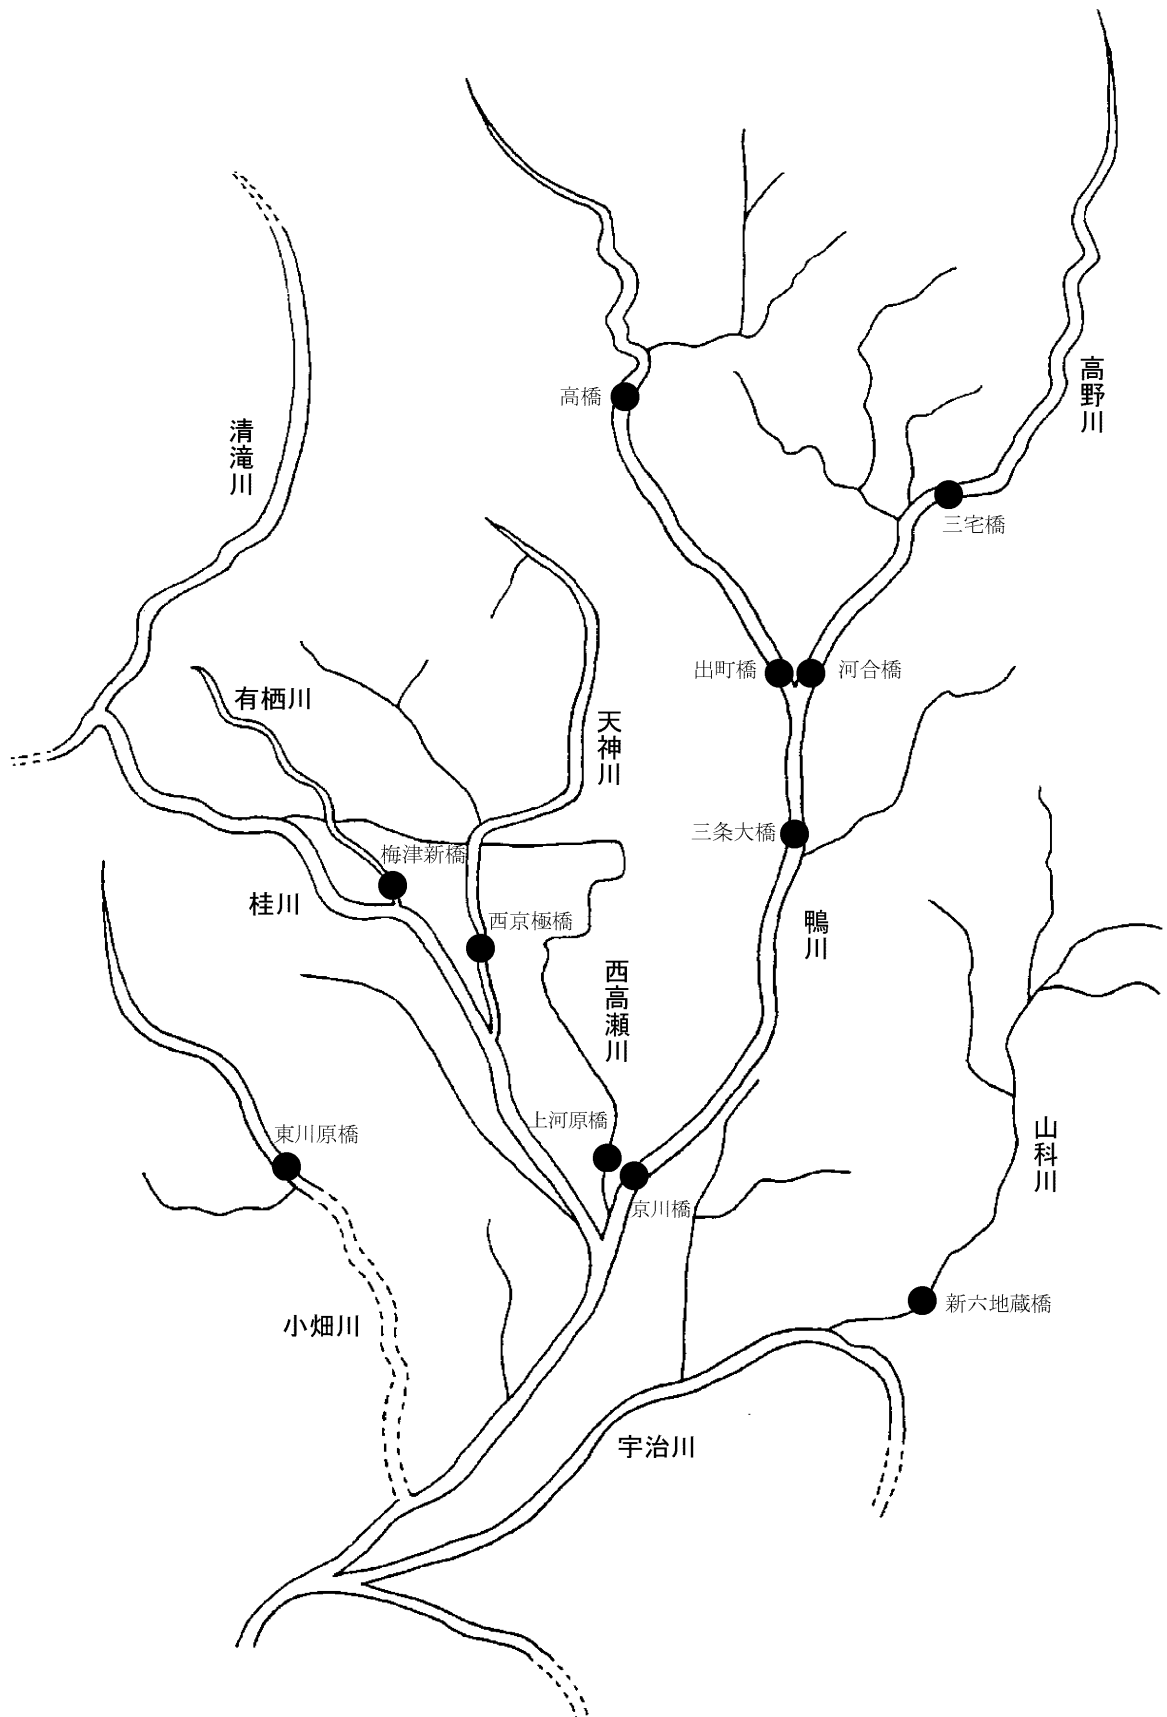 高野川
高橋
清滝川
三宅橋
出町橋
河合橋
有栖川
天神川
三条大橋
梅津新橋
桂川
西京極橋
鴨川
西高瀬川
上河原橋
東川原橋
山科川
京川橋
新六地蔵橋
小畑川
宇治川